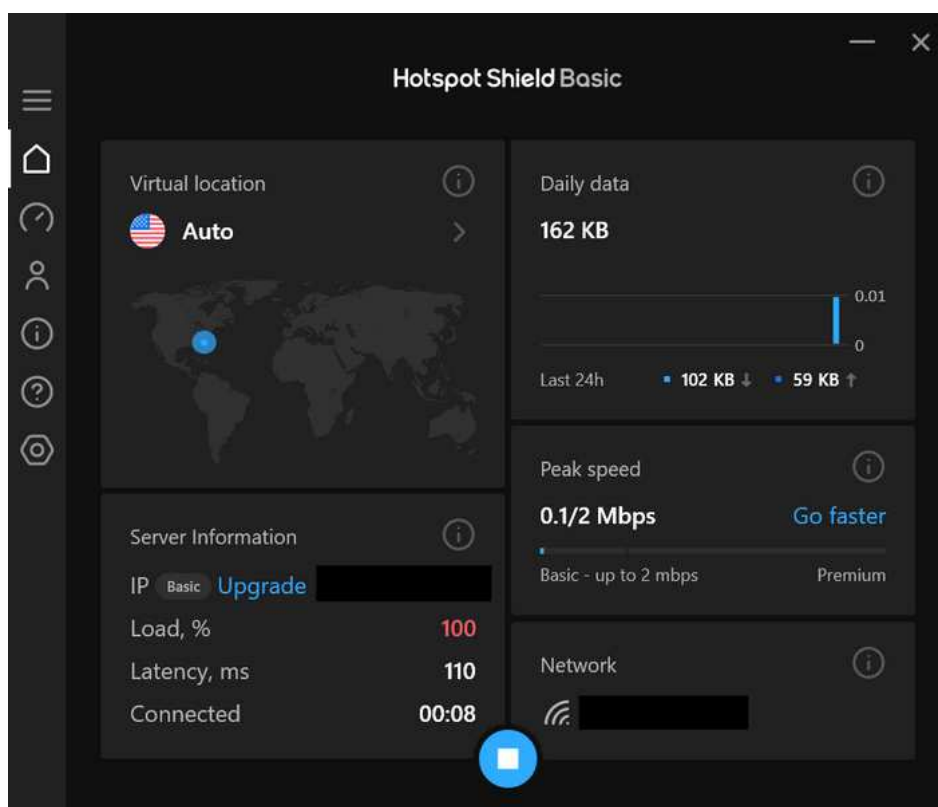 Hotspot Shield Basic
Virtual location
Auto
Daily data
162 KB
0.01
0
Last 24h 102 KB ↓ 59 KB ↑
Peak speed
0.1/2 Mbps Go faster
Basic - up to 2 mbps Premium
Server Information
IP Basic Upgrade
Load, % 100
Latency, ms 110
Connected 00:08
Network